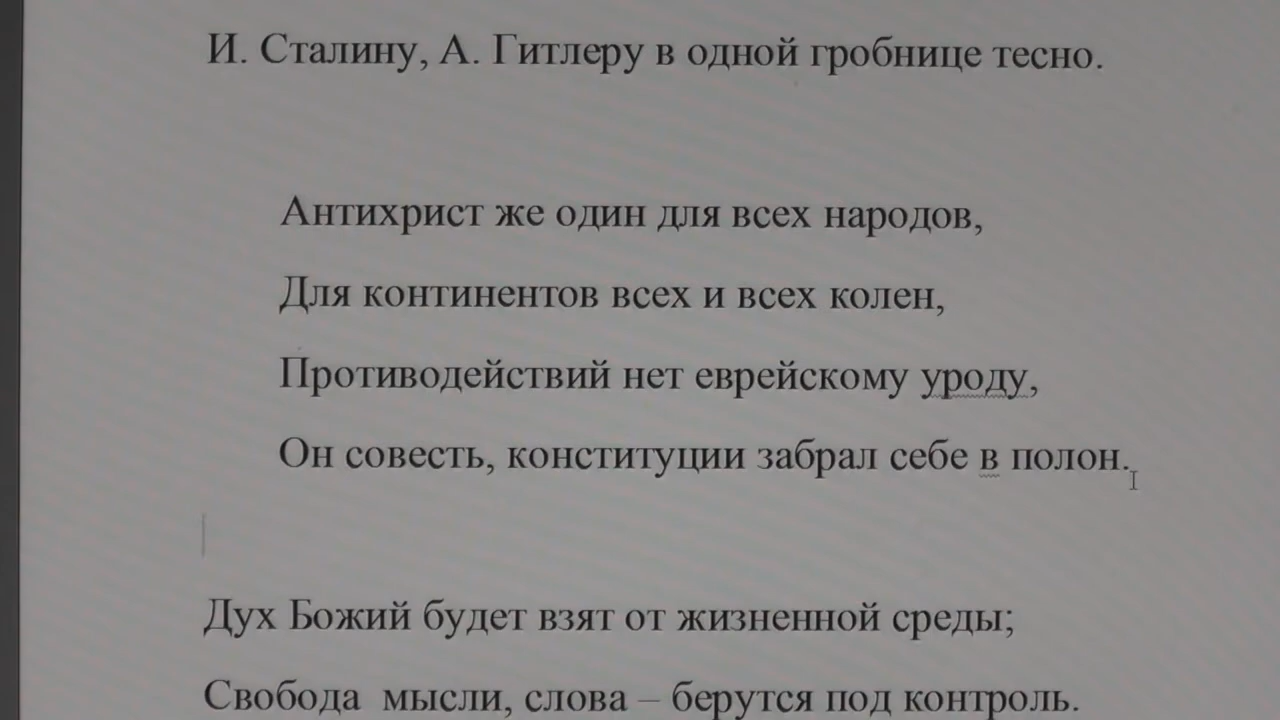 И. Сталину, А. Гитлеру в одной гробнице тесно.
Антихрист же один для всех народов,
Для континентов всех и всех колен,
Противодействий нет еврейскому уроду,
Он совесть, конституции забрал себе в полон.
Дух Божий будет взят от жизненной среды;
Свобода  мысли, слова – берутся под контроль.